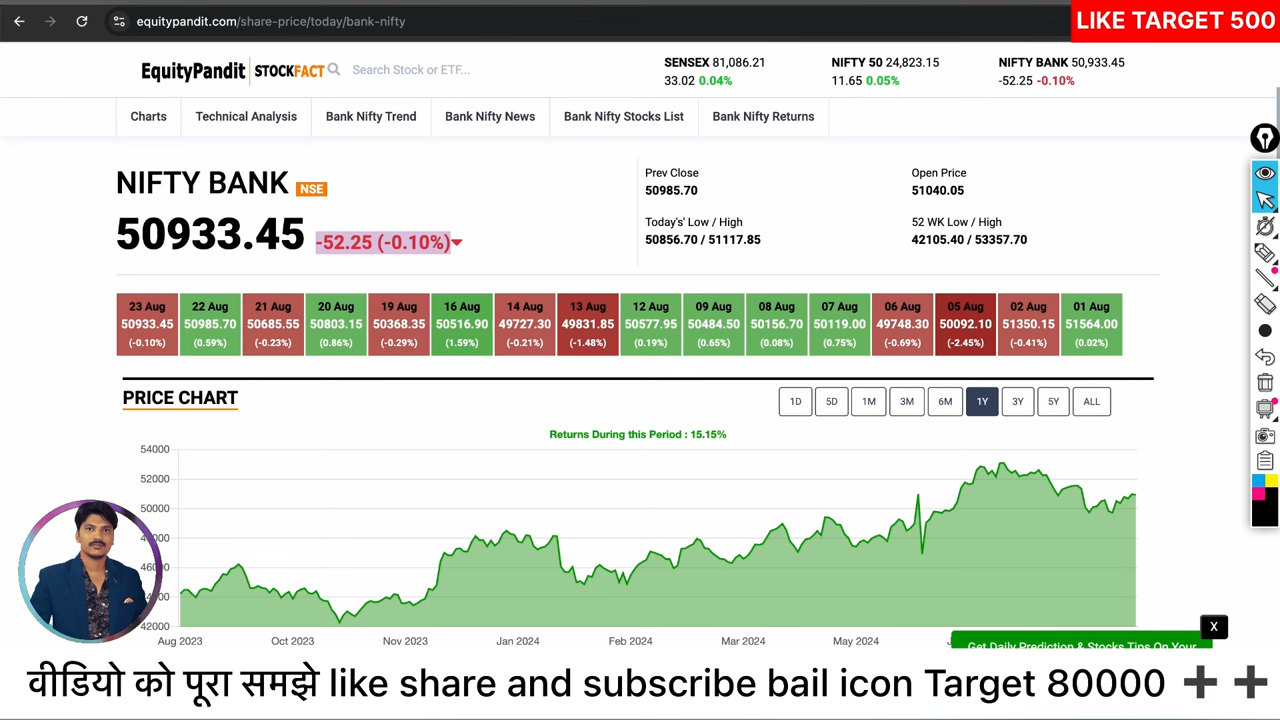 equitypandit.com/share-price/today/bank-nifty
LIKE TARGET 500
EquityPandit STOCKFACT
Search Stock or ETF...
SENSEX 81,086.21
33.02 0.04%
NIFTY 50 24,823.15
11.65 0.05%
NIFTY BANK 50,933.45
-52.25 -0.10%
Charts
Technical Analysis
Bank Nifty Trend
Bank Nifty News
Bank Nifty Stocks List
Bank Nifty Returns
NIFTY BANK NSE
50933.45 -52.25 (-0.10%)
Prev Close
50985.70
Open Price
51040.05
Today's' Low / High
50856.70 / 51117.85
52 WK Low / High
42105.40 / 53357.70
23 Aug 22 Aug 21 Aug 20 Aug 19 Aug 16 Aug 14 Aug 13 Aug 12 Aug 09 Aug 08 Aug 07 Aug 06 Aug 05 Aug 02 Aug 01 Aug
50933.45 50985.70 50685.55 50803.15 50368.35 50516.90 49727.30 49831.85 50577.95 50484.50 50156.70 50119.00 49748.30 50092.10 51350.15 51564.00
(-0.10%) (0.59%) (-0.23%) (0.86%) (-0.29%) (1.59%) (-0.21%) (-1.48%) (0.19%) (0.65%) (0.08%) (0.75%) (-0.69%) (-2.45%) (-0.41%) (0.02%)
PRICE CHART
1D 5D 1M 3M 6M 1Y 3Y 5Y ALL
Returns During this Period : 15.15%
54000
52000
50000
42000
Aug 2023 Oct 2023 Nov 2023 Jan 2024 Feb 2024 Mar 2024 May 2024
X
Get Daily Prediction & Stocks Tips On Your
वीडियो को पूरा समझे like share and subscribe bail icon Target 80000 ➕ ➕